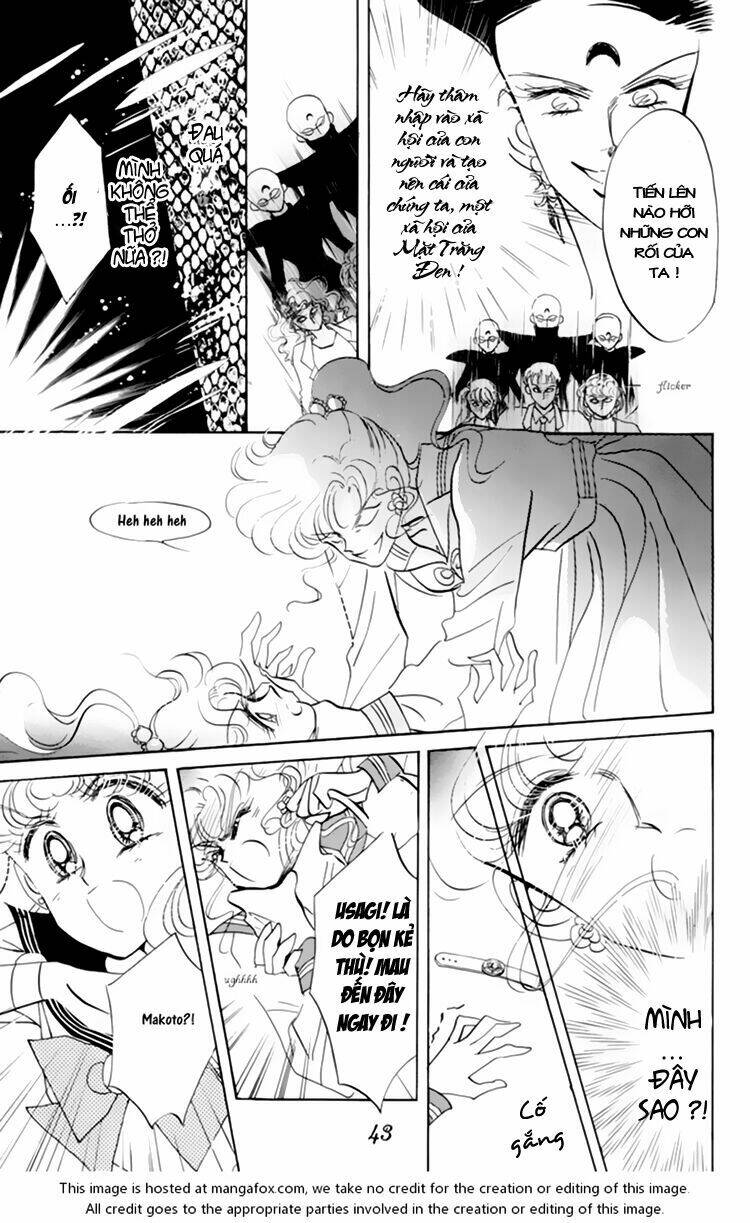 TIẾN LÊN
NÀO HỠI
NHỮNG CON
RỐI CỦA
TA !
Hãy thâm
nhập vào xã
hội của con
người và tạo
nên cái của
chúng ta, một
xã hội của
Mặt Trăng
Đen !
flicker
ĐAU
QUÁ
MÌNH
KHÔNG
THỂ
THỞ
NỮA ?!
ỐI
...?!
Heh heh heh
MÌNH
...
ĐÂY
SAO ?!
Cố
gắng
USAGI! LÀ
DO BỌN KẺ
THÙ! MAU
ĐẾN ĐÂY
NGAY ĐI !
ughhhh
Makoto?!
43
This image is hosted at mangafox.com, we take no credit for the creation or editing of this image.
All credit goes to the appropriate parties involved in the creation or editing of this image.